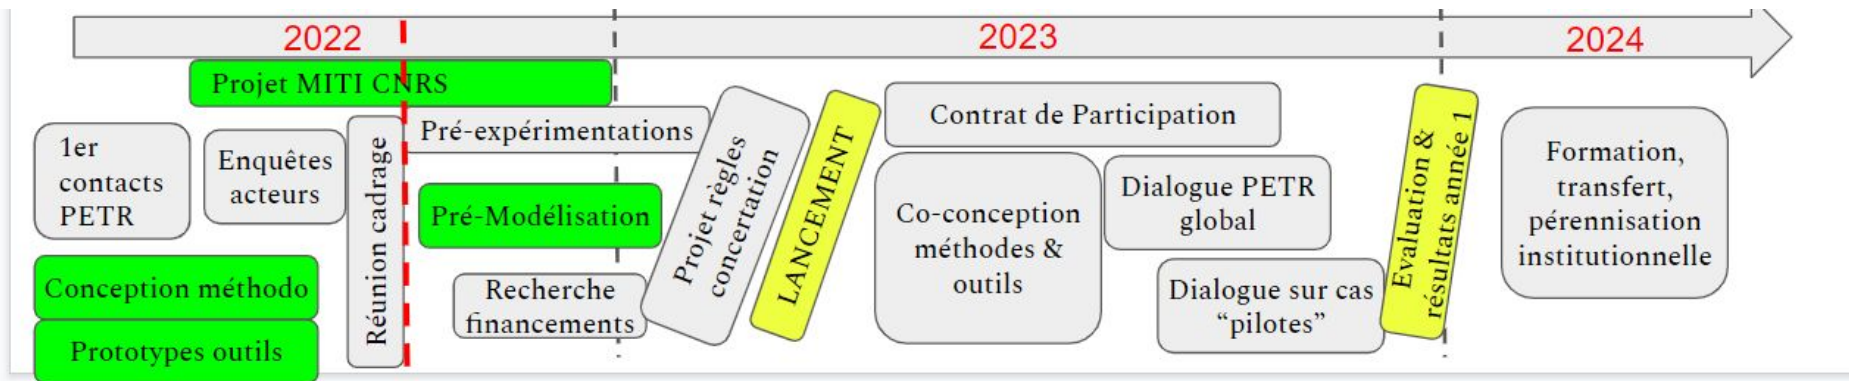 2022
2023
2024
Projet MITI CNRS
1er
contacts
PETR
Enquêtes
acteurs
Conception méthodo
Prototypes outils
Réunion cadrage
Pré-expérimentations
Pré-Modélisation
Recherche
financements
Projet règles
concertation
LANCEMENT
Contrat de Participation
Co-conception
méthodes &
outils
Dialogue PETR
global
Dialogue sur cas
“pilotes”
Evaluation &
résultats année 1
Formation,
transfert,
pérennisation
institutionnelle